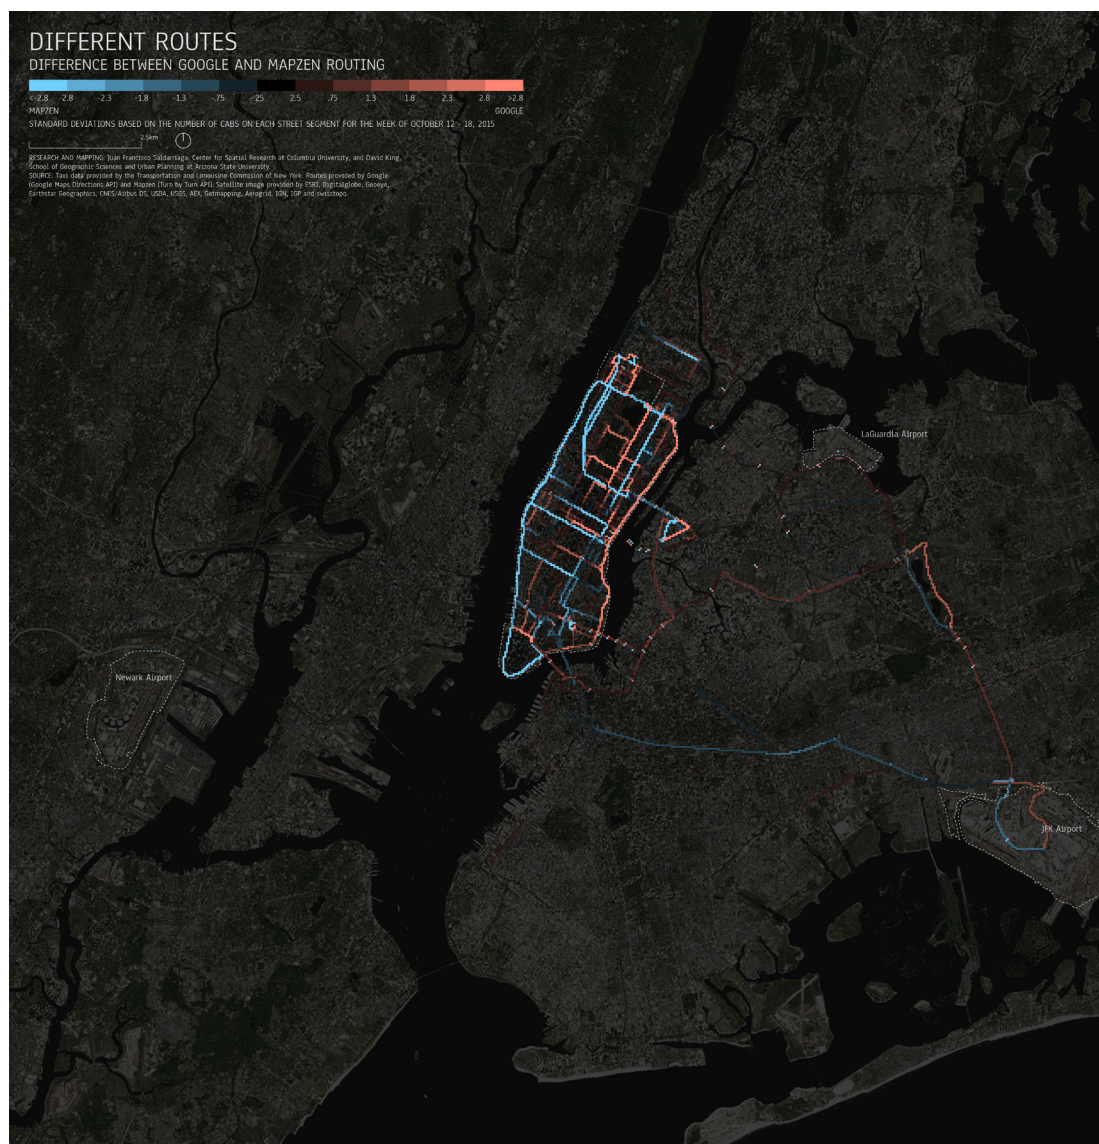 DIFFERENT ROUTES
DIFFERENCE BETWEEN GOOGLE AND MAPZEN ROUTING
<-2.8 -2.8 -2.3 -1.8 -1.3 -.75 -.25 2.5 .75 1.3 1.8 2.3 2.8 >2.8
MAPZEN GOOGLE
STANDARD DEVIATIONS BASED ON THE NUMBER OF CABS ON EACH STREET SEGMENT FOR THE WEEK OF OCTOBER 12 - 18, 2015
2.5km
RESEARCH AND MAPPING: Juan Francisco Saldarriaga, Center for Spatial Research at Columbia University, and David King,
School of Geographic Sciences and Urban Planning at Arizona State University.
SOURCE: Taxi data provided by the Transportation and Limousine Commission of New York. Routes provided by Google
(Google Maps Directions API) and Mapzen (Turn by Turn API). Satellite image provided by ESRI, Digitalglobe, Geoeye,
Earthstar Geographics, CNES/Airbus DS, USDA, USGS, AEX, Getmapping, Aerogrid, IGN, IGP and swisstopo.
LaGuardia Airport
Newark Airport
JFK Airport